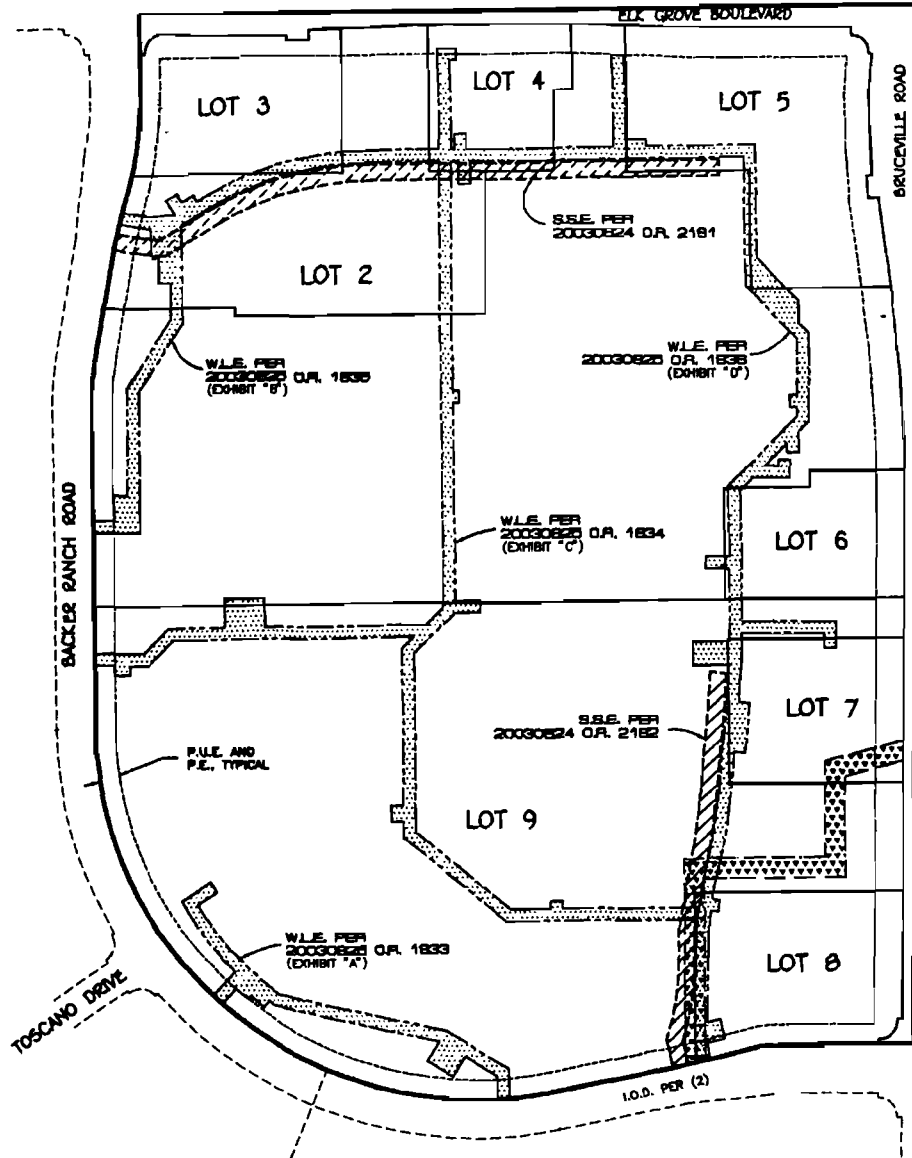 ELK GROVE BOULEVARD
BRUCEVILLE ROAD
LOT 3
LOT 4
LOT 5
S.S.E. PER
20030824 O.R. 2181
LOT 2
W.L.E. PER
20030825 O.R. 1835
(EXHIBIT "B")
W.L.E. PER
20030825 O.R. 1836
(EXHIBIT "D")
W.L.E. PER
20030825 O.R. 1834
(EXHIBIT "C")
LOT 6
BACKER RANCH ROAD
S.S.E. PER
20030824 O.R. 2182
LOT 7
P.U.E. AND
P.E., TYPICAL
LOT 9
W.L.E. PER
20030825 O.R. 1833
(EXHIBIT "A")
LOT 8
TOSCANO DRIVE
I.O.D. PER (2)